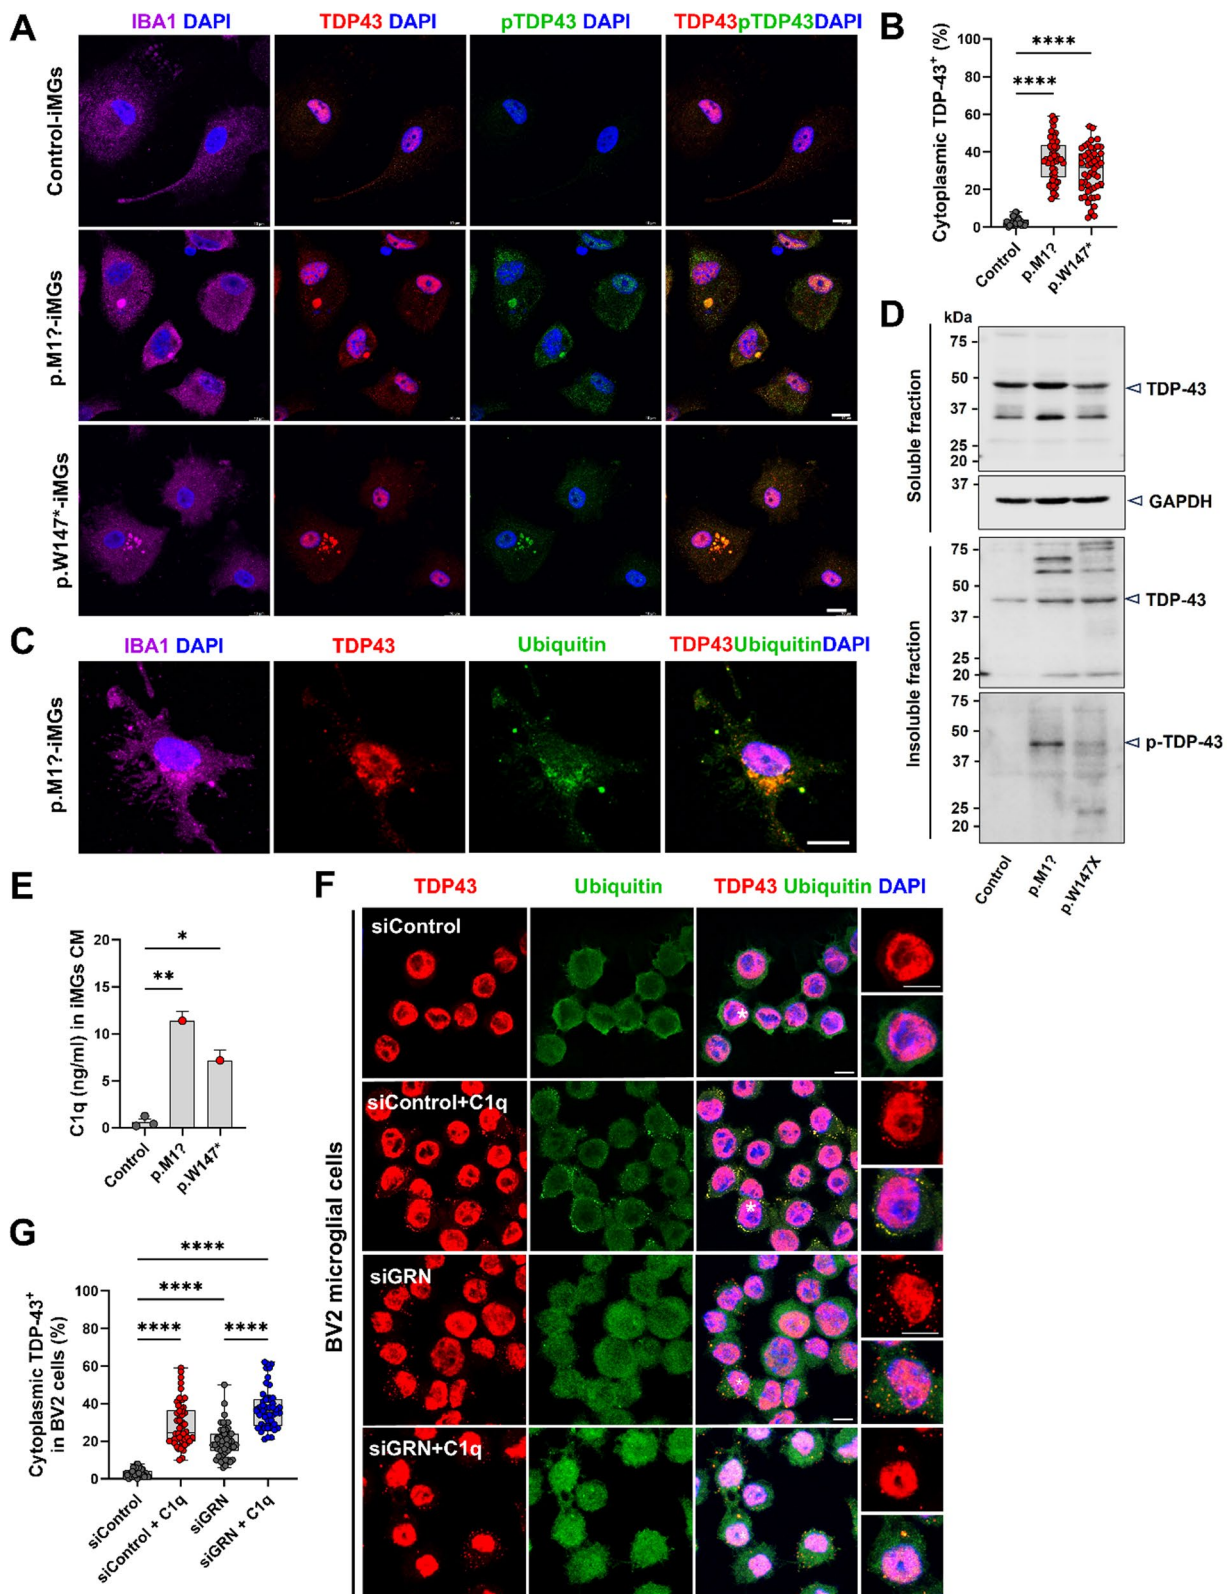 A
IBA1 DAPI
TDP43 DAPI
pTDP43 DAPI
TDP43pTDP43DAPI
Control-iMGs
p.M1?-iMGs
p.W147*-iMGs
B
Cytoplasmic TDP-43+ (%)
100
80
60
40
20
0
****
****
Control
p.M1?
p.W147*
C
IBA1 DAPI
TDP43
Ubiquitin
TDP43UbiquitinDAPI
p.M1?-iMGs
D
kDa
Soluble fraction
75
50
37
25
20
TDP-43
37
GAPDH
Insoluble fraction
75
50
37
25
20
TDP-43
75
50
37
25
20
p-TDP-43
Control
p.M1?
p.W147X
E
C1q (ng/ml) in iMGs CM
20
15
10
5
0
*
**
Control
p.M1?
p.W147*
F
TDP43
Ubiquitin
TDP43 Ubiquitin DAPI
BV2 microglial cells
siControl
*
siControl+C1q
*
siGRN
*
siGRN+C1q
G
Cytoplasmic TDP-43+
in BV2 cells (%)
100
80
60
40
20
0
****
****
****
****
siControl
siControl + C1q
siGRN
siGRN + C1q